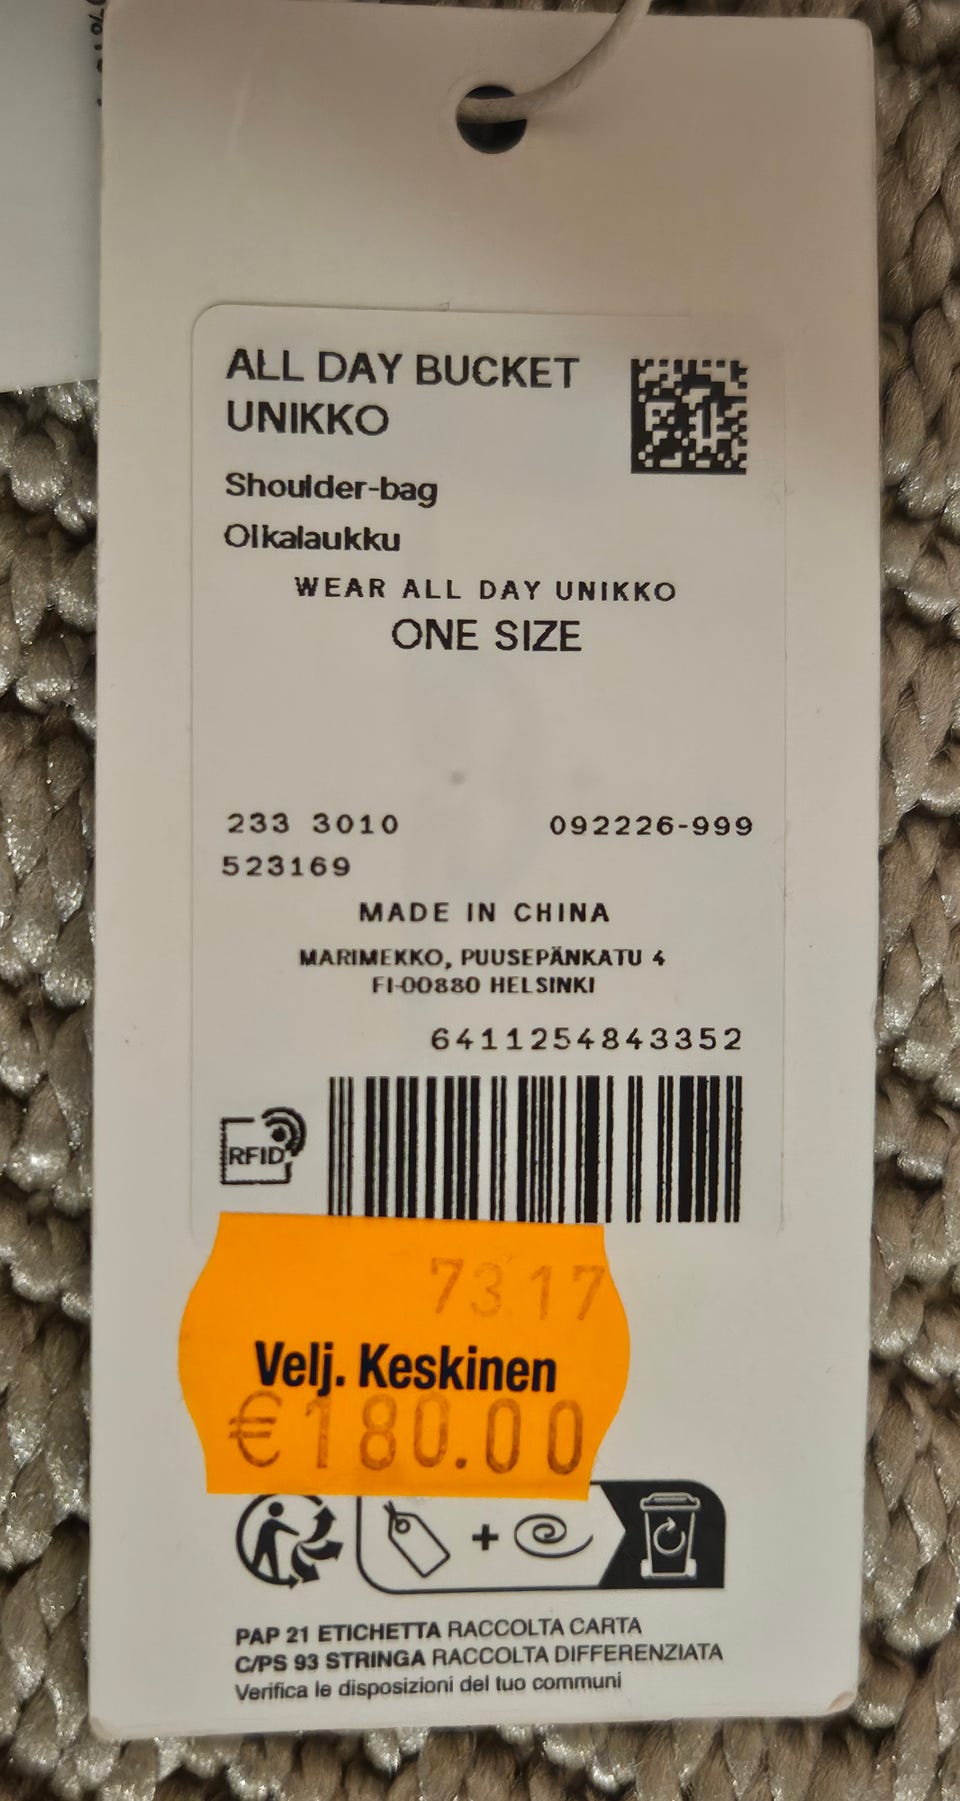 ALL DAY BUCKET
UNIKKO
Shoulder-bag
Olkalaukku
WEAR ALL DAY UNIKKO
ONE SIZE
233 3010 092226-999
523169
MADE IN CHINA
MARIMEKKO, PUUSEPÄNKATU 4
FI-00880 HELSINKI
6411254843352
RFID
7317
Velj. Keskinen
€180.00
PAP 21 ETICHETTA RACCOLTA CARTA
C/PS 93 STRINGA RACCOLTA DIFFERENZIATA
Verifica le disposizioni del tuo communi